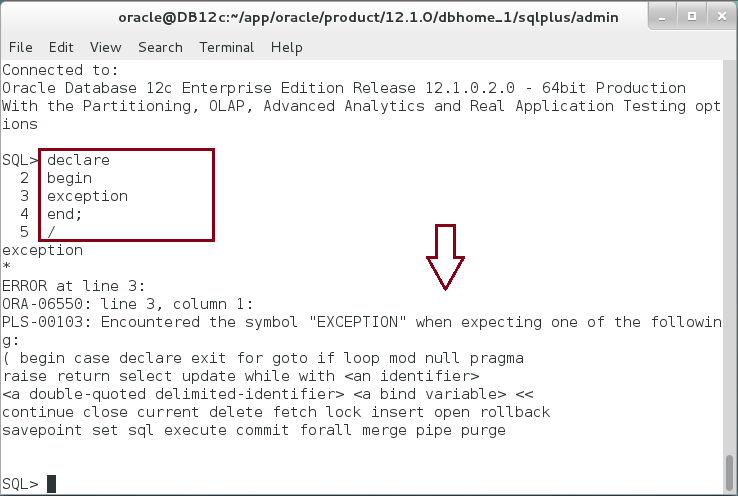 oracle@DB12c:~/app/oracle/product/12.1.0/dbhome_1/sqlplus/admin
File Edit View Search Terminal Help
Connected to:
Oracle Database 12c Enterprise Edition Release 12.1.0.2.0 - 64bit Production
With the Partitioning, OLAP, Advanced Analytics and Real Application Testing opt
ions
SQL> declare
2 begin
3 exception
4 end;
5 /
exception
*
ERROR at line 3:
ORA-06550: line 3, column 1:
PLS-00103: Encountered the symbol "EXCEPTION" when expecting one of the followin
g:
( begin case declare exit for goto if loop mod null pragma
raise return select update while with <an identifier>
<a double-quoted delimited-identifier> <a bind variable> <<
continue close current delete fetch lock insert open rollback
savepoint set sql execute commit forall merge pipe purge
SQL>